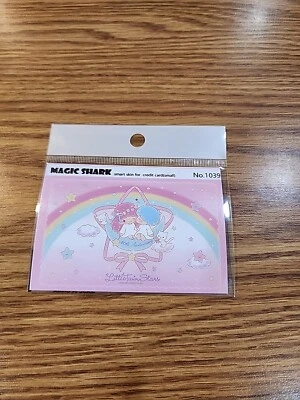 MAGIC SHARK smart skin for credit card(small) No.1039
LittleTwinStars